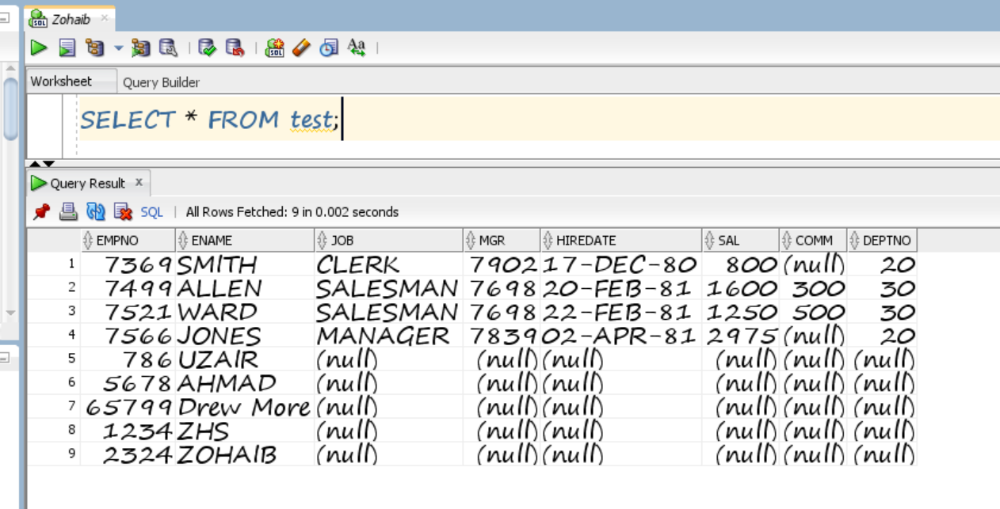 Zohaib
Worksheet Query Builder
SELECT * FROM test;
Query Result x
SQL All Rows Fetched: 9 in 0.002 seconds
EMPNO ENAME JOB MGR HIREDATE SAL COMM DEPTNO
1 7369 SMITH CLERK 7902 17-DEC-80 800 (null) 20
2 7499 ALLEN SALESMAN 7698 20-FEB-81 1600 300 30
3 7521 WARD SALESMAN 7698 22-FEB-81 1250 500 30
4 7566 JONES MANAGER 7839 02-APR-81 2975 (null) 20
5 786 UZAIR (null) (null) (null) (null) (null) (null)
6 5678 AHMAD (null) (null) (null) (null) (null) (null)
7 65799 Drew More (null) (null) (null) (null) (null) (null)
8 1234 ZHS (null) (null) (null) (null) (null) (null)
9 2324 ZOHAIB (null) (null) (null) (null) (null) (null)